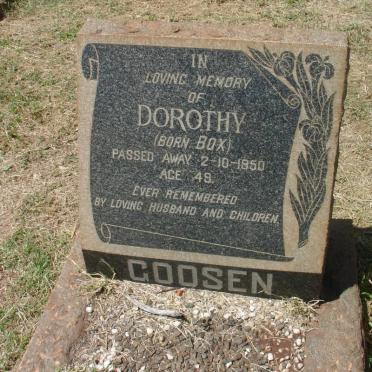 IN
LOVING MEMORY
OF
DOROTHY
(BORN BOX)
PASSED AWAY 2-10-1950
AGE 49.
EVER REMEMBERED
BY LOVING HUSBAND AND CHILDREN.
GOOSEN